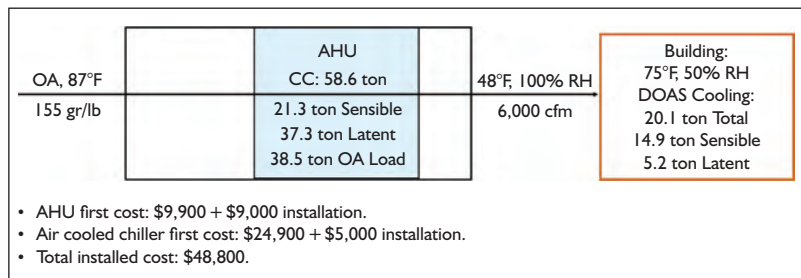 OA, 87°F
155 gr/lb
AHU
CC: 58.6 ton
21.3 ton Sensible
37.3 ton Latent
38.5 ton OA Load
48°F, 100% RH
6,000 cfm
Building:
75°F, 50% RH
DOAS Cooling:
20.1 ton Total
14.9 ton Sensible
5.2 ton Latent
• AHU first cost: $9,900 + $9,000 installation.
• Air cooled chiller first cost: $24,900 + $5,000 installation.
• Total installed cost: $48,800.